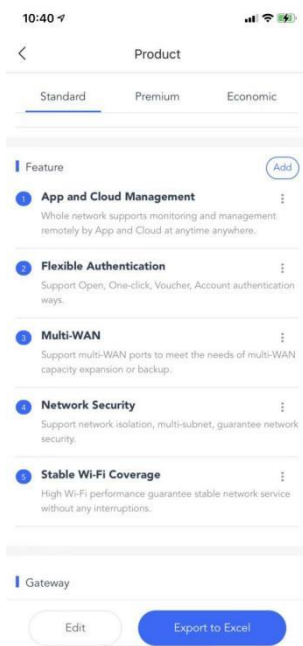 10:40
Product
Standard Premium Economic
Feature Add
1 App and Cloud Management
Whole network supports monitoring and management
remotely by App and Cloud at anytime anywhere.
2 Flexible Authentication
Support Open, One-click, Voucher, Account authentication
ways.
3 Multi-WAN
Support multi-WAN ports to meet the needs of multi-WAN
capacity expansion or backup.
4 Network Security
Support network isolation, multi-subnet, guarantee network
security.
5 Stable Wi-Fi Coverage
High Wi-Fi performance guarantee stable network service
without any interruptions.
Gateway
Edit Export to Excel